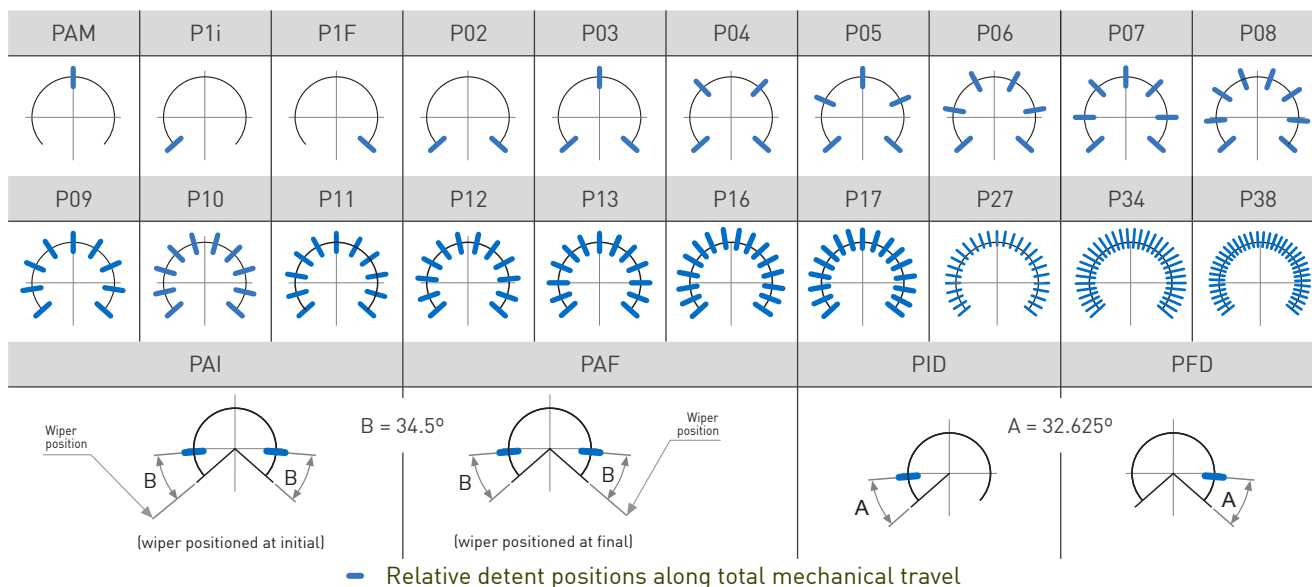 PAM P1i P1F P02 P03 P04 P05 P06 P07 P08
P09 P10 P11 P12 P13 P16 P17 P27 P34 P38
PAI PAF PID PFD
Wiper
position
B = 34.5º
Wiper
position
A = 32.625º
B B B B
A A
(wiper positioned at initial) (wiper positioned at final)
Relative detent positions along total mechanical travel